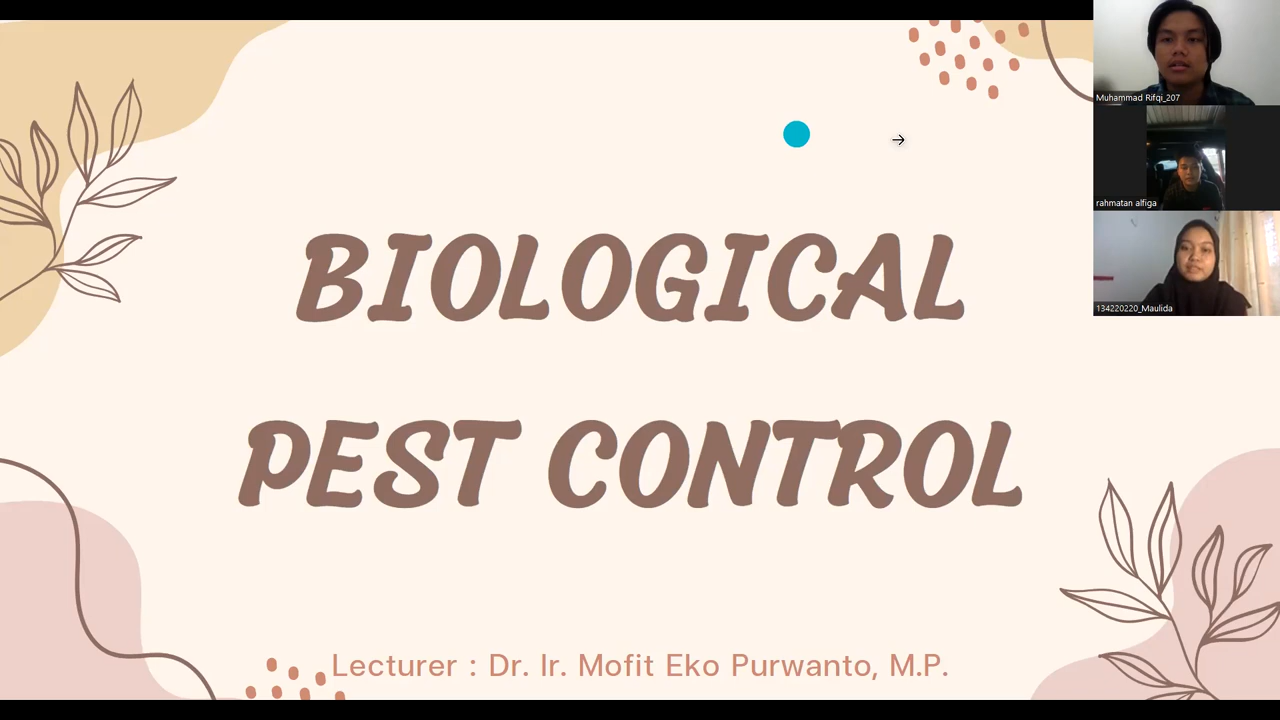 BIOLOGICAL
PEST CONTROL
Lecturer : Dr. Ir. Mofit Eko Purwanto, M.P.
Muhammad Rifqi_207
rahmatan alfiga
134220220_Maulida